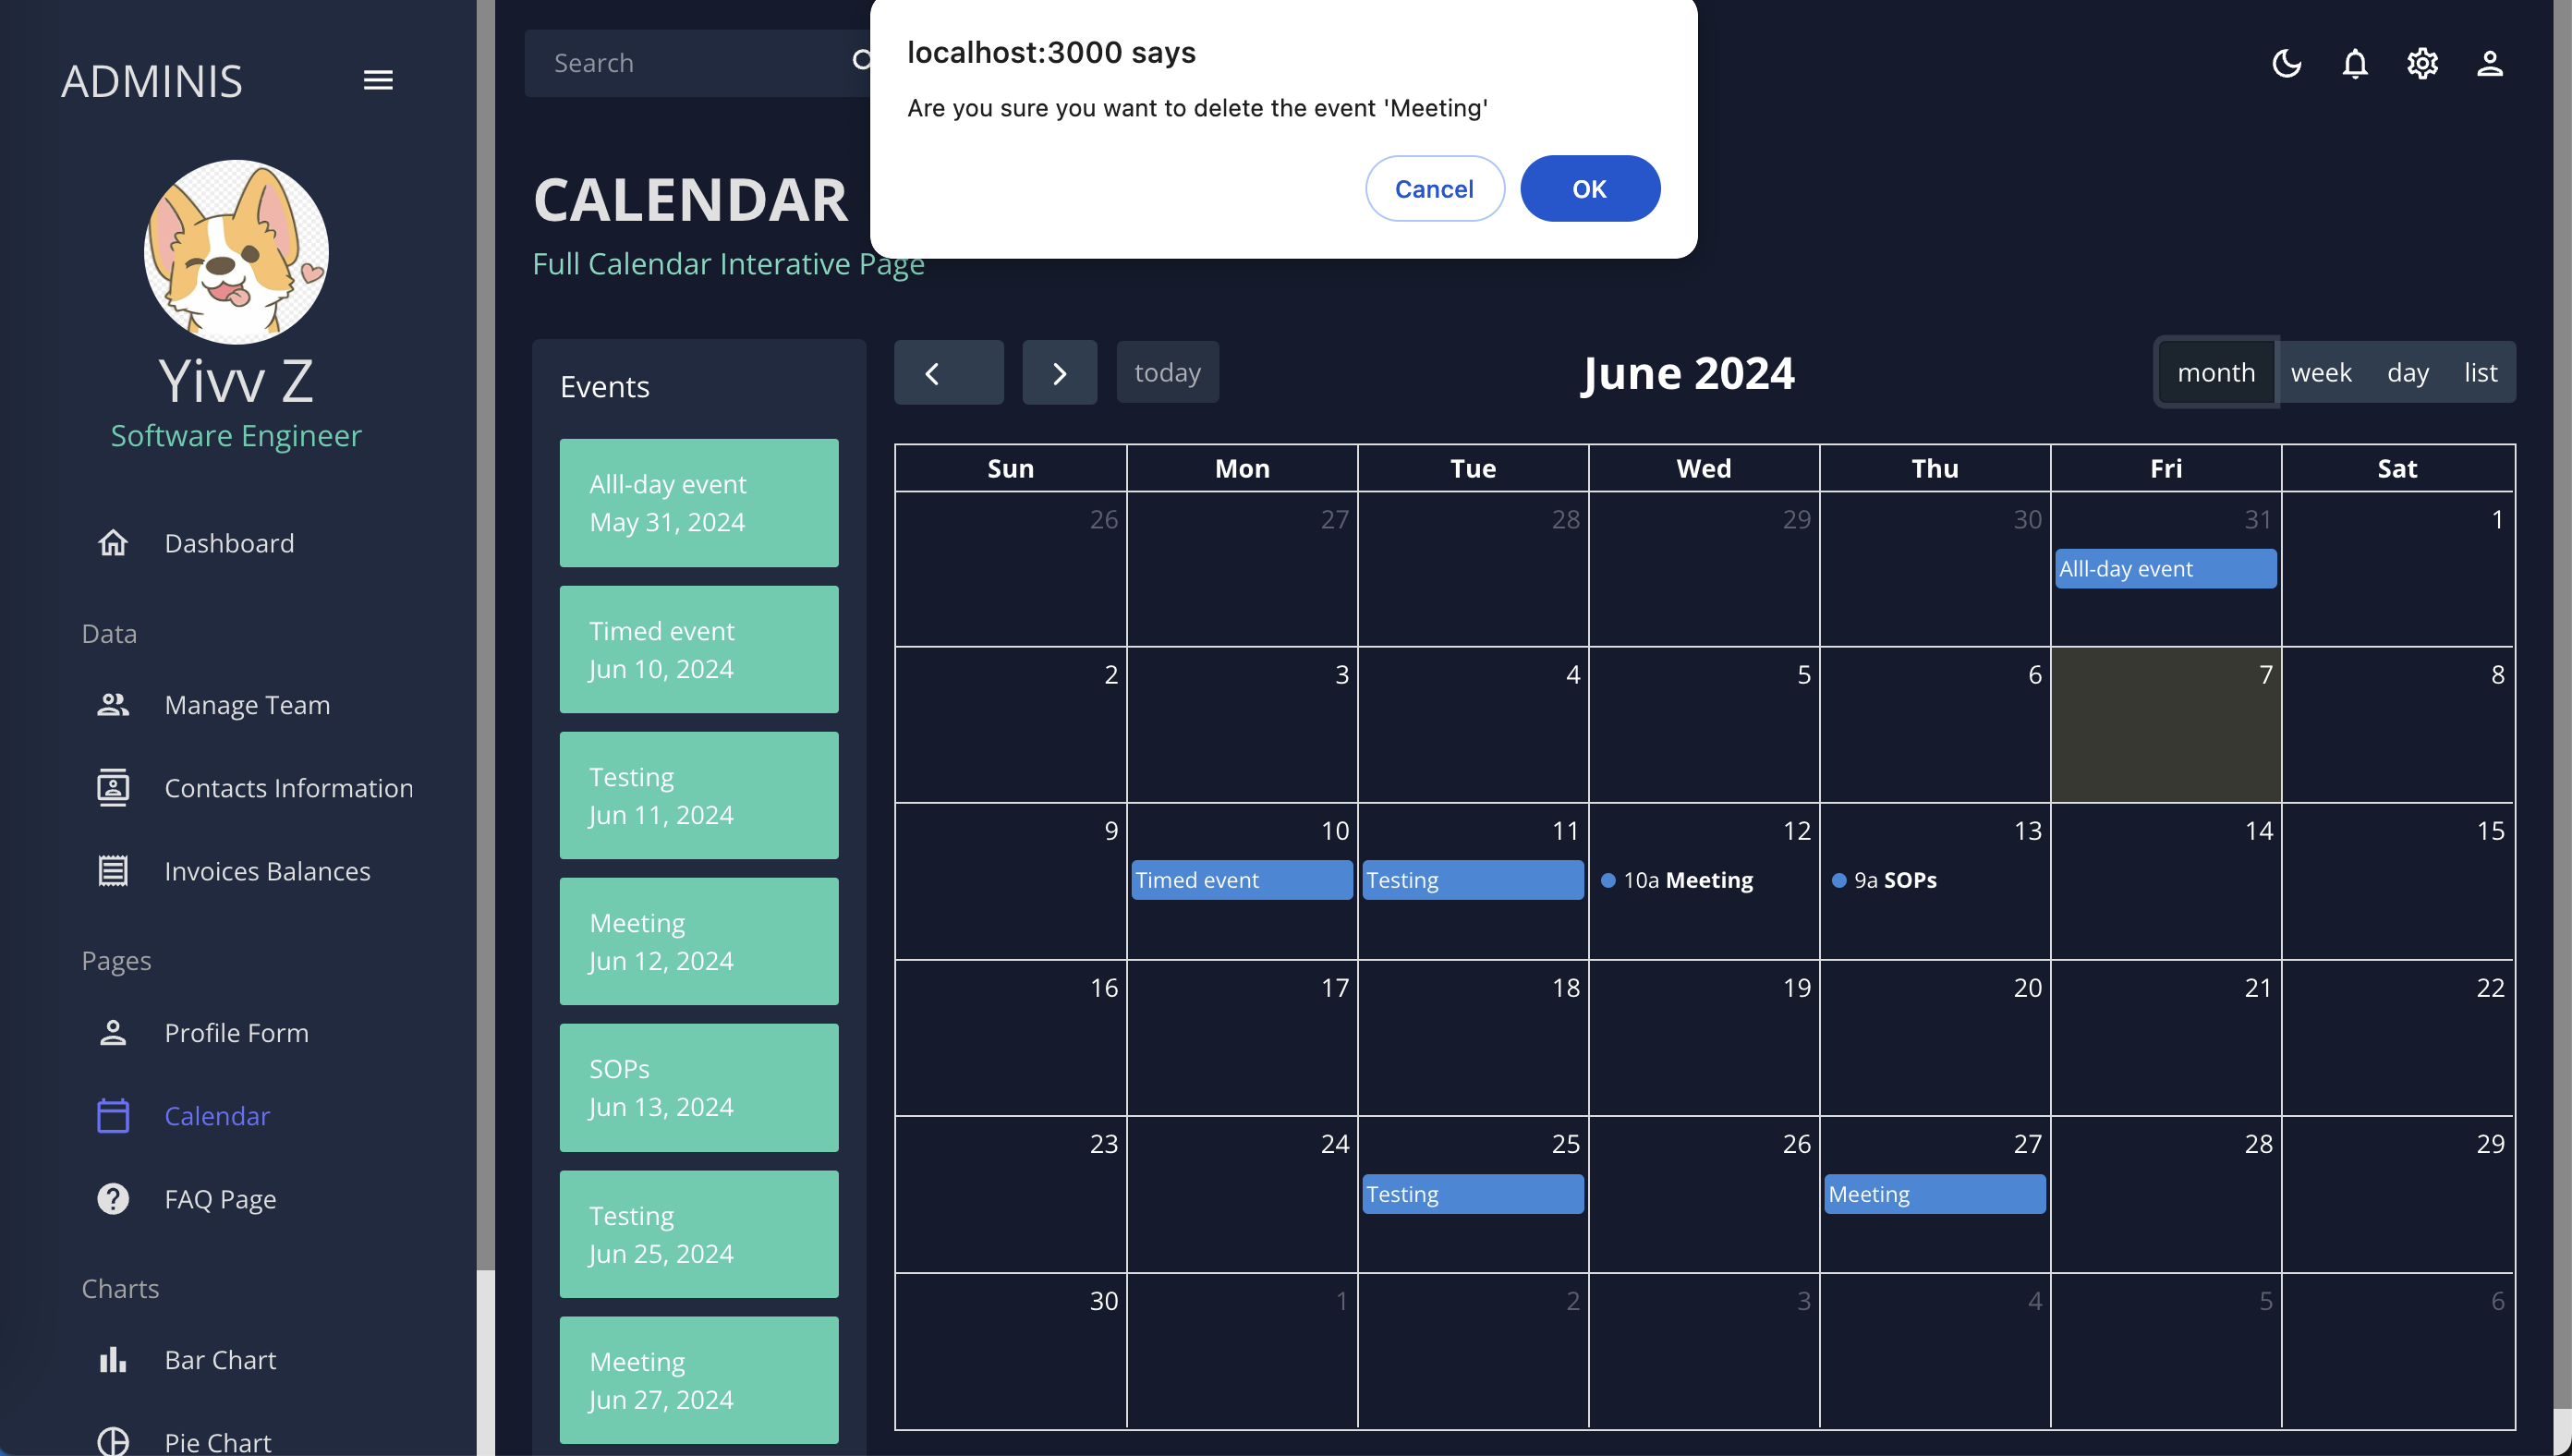 ADMINIS
Yivv Z
Software Engineer
Dashboard
Data
Manage Team
Contacts Information
Invoices Balances
Pages
Profile Form
Calendar
FAQ Page
Charts
Bar Chart
Pie Chart
Search
localhost:3000 says
Are you sure you want to delete the event 'Meeting'
Cancel OK
CALENDAR
Full Calendar Interative Page
Events
Alll-day event
May 31, 2024
Timed event
Jun 10, 2024
Testing
Jun 11, 2024
Meeting
Jun 12, 2024
SOPs
Jun 13, 2024
Testing
Jun 25, 2024
Meeting
Jun 27, 2024
today June 2024 month week day list
Sun Mon Tue Wed Thu Fri Sat
26 27 28 29 30 31 1
Alll-day event
2 3 4 5 6 7 8
9 10 11 12 13 14 15
Timed event Testing 10a Meeting 9a SOPs
16 17 18 19 20 21 22
23 24 25 26 27 28 29
Testing Meeting
30 1 2 3 4 5 6